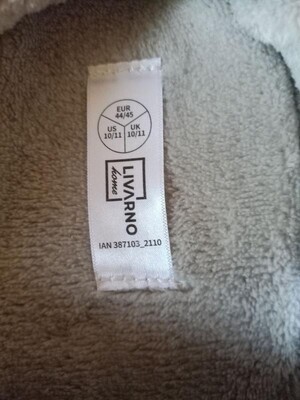 EUR
44/45
US
10/11
UK
10/11
LIVARNO
home
IAN 387103_2110